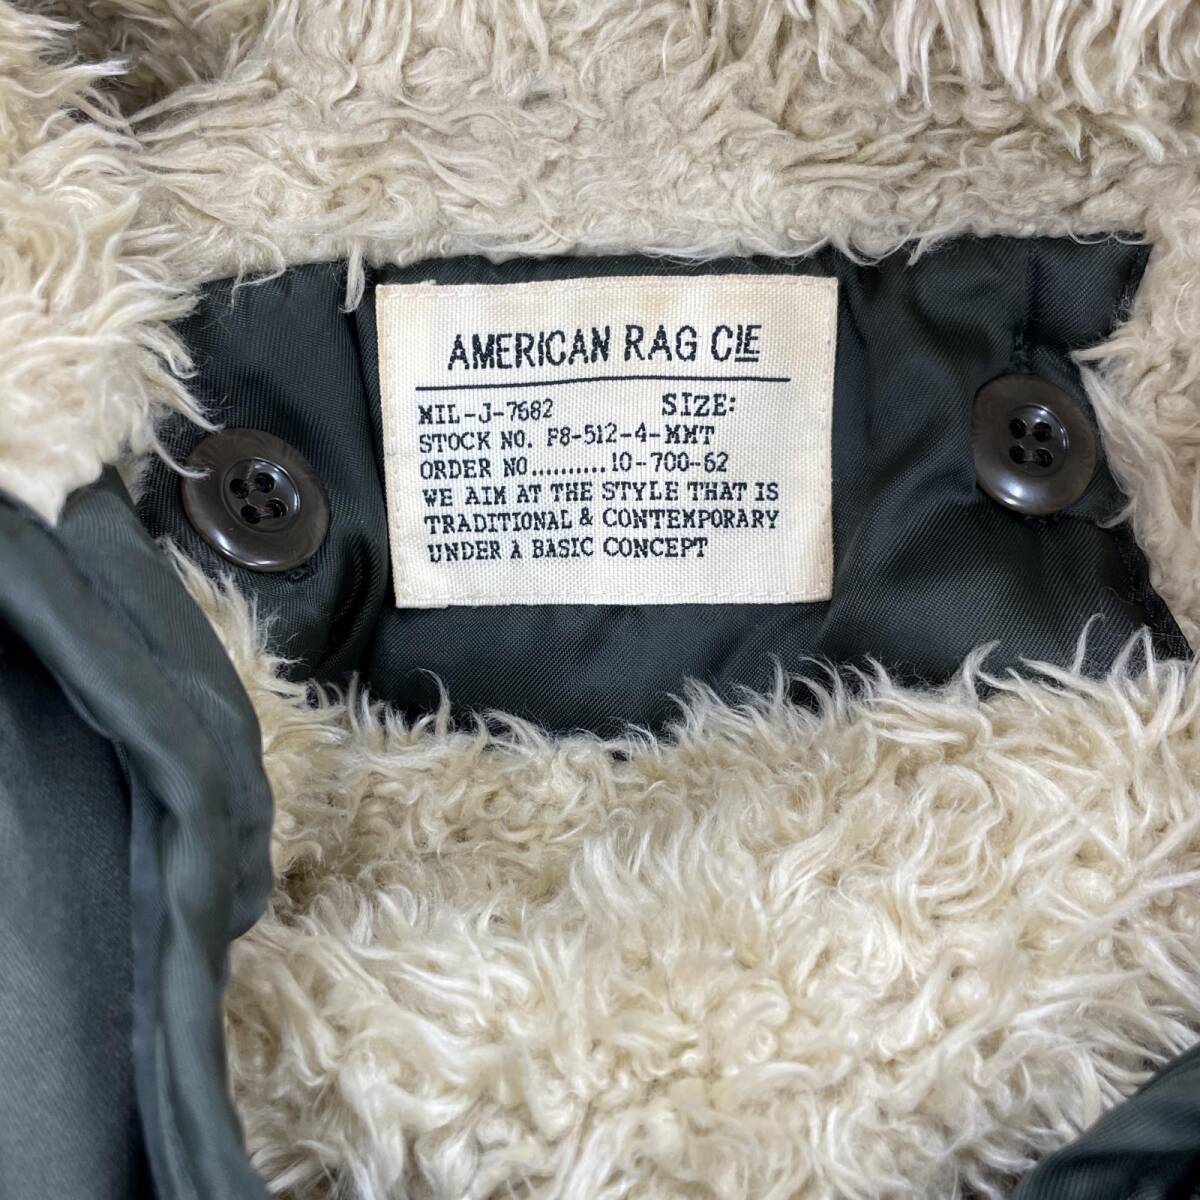 AMERICAN RAG CIE
MIL-J-7682 SIZE:
STOCK NO. F8-512-4-MMT
ORDER NO..........10-700-62
WE AIM AT THE STYLE THAT IS
TRADITIONAL & CONTEMPORARY
UNDER A BASIC CONCEPT